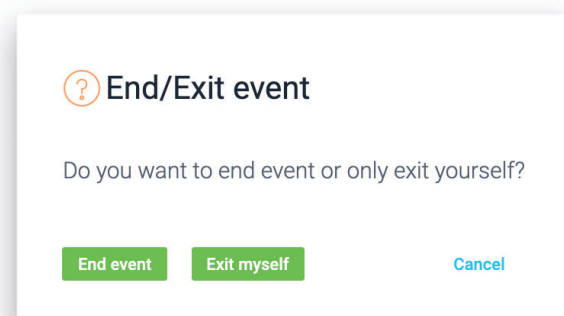 End/Exit event
Do you want to end event or only exit yourself?
End event Exit myself Cancel